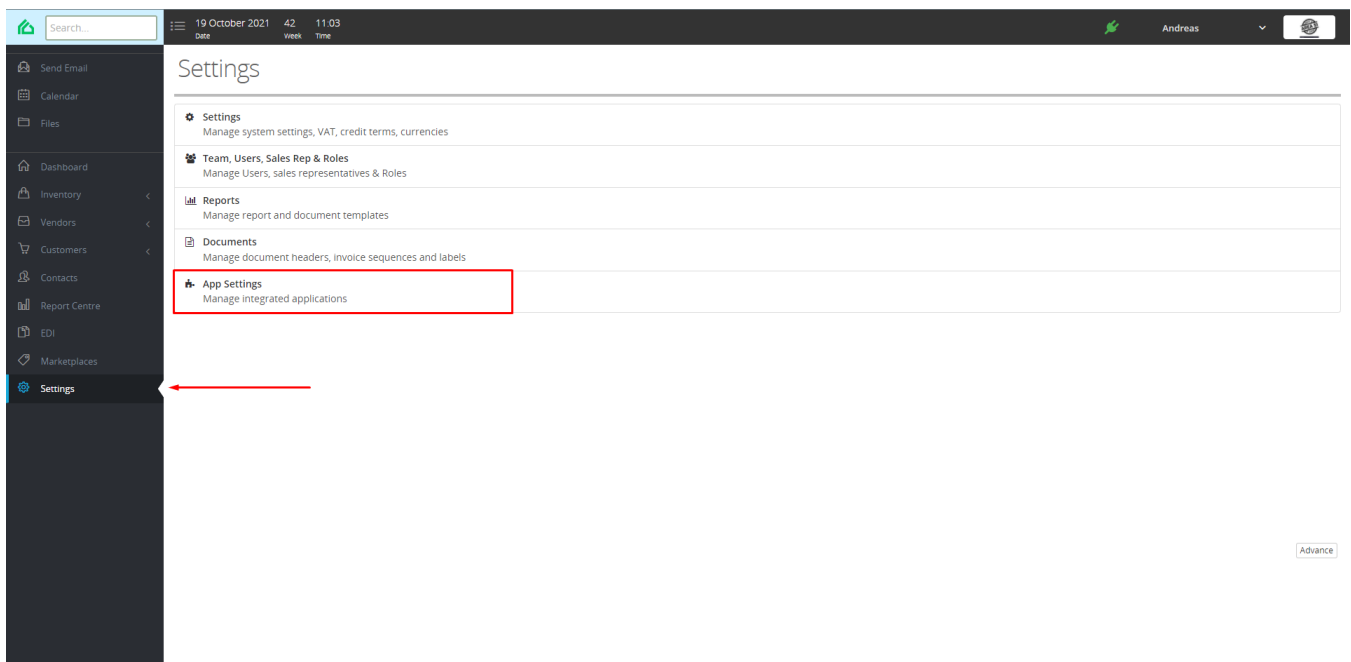 Search...
19 October 2021 42 11:03
Date Week Time
Andreas
Send Email
Calendar
Files
Dashboard
Inventory
Vendors
Customers
Contacts
Report Centre
EDI
Marketplaces
Settings
Settings
Settings
Manage system settings, VAT, credit terms, currencies
Team, Users, Sales Rep & Roles
Manage Users, sales representatives & Roles
Reports
Manage report and document templates
Documents
Manage document headers, invoice sequences and labels
App Settings
Manage integrated applications
Advance